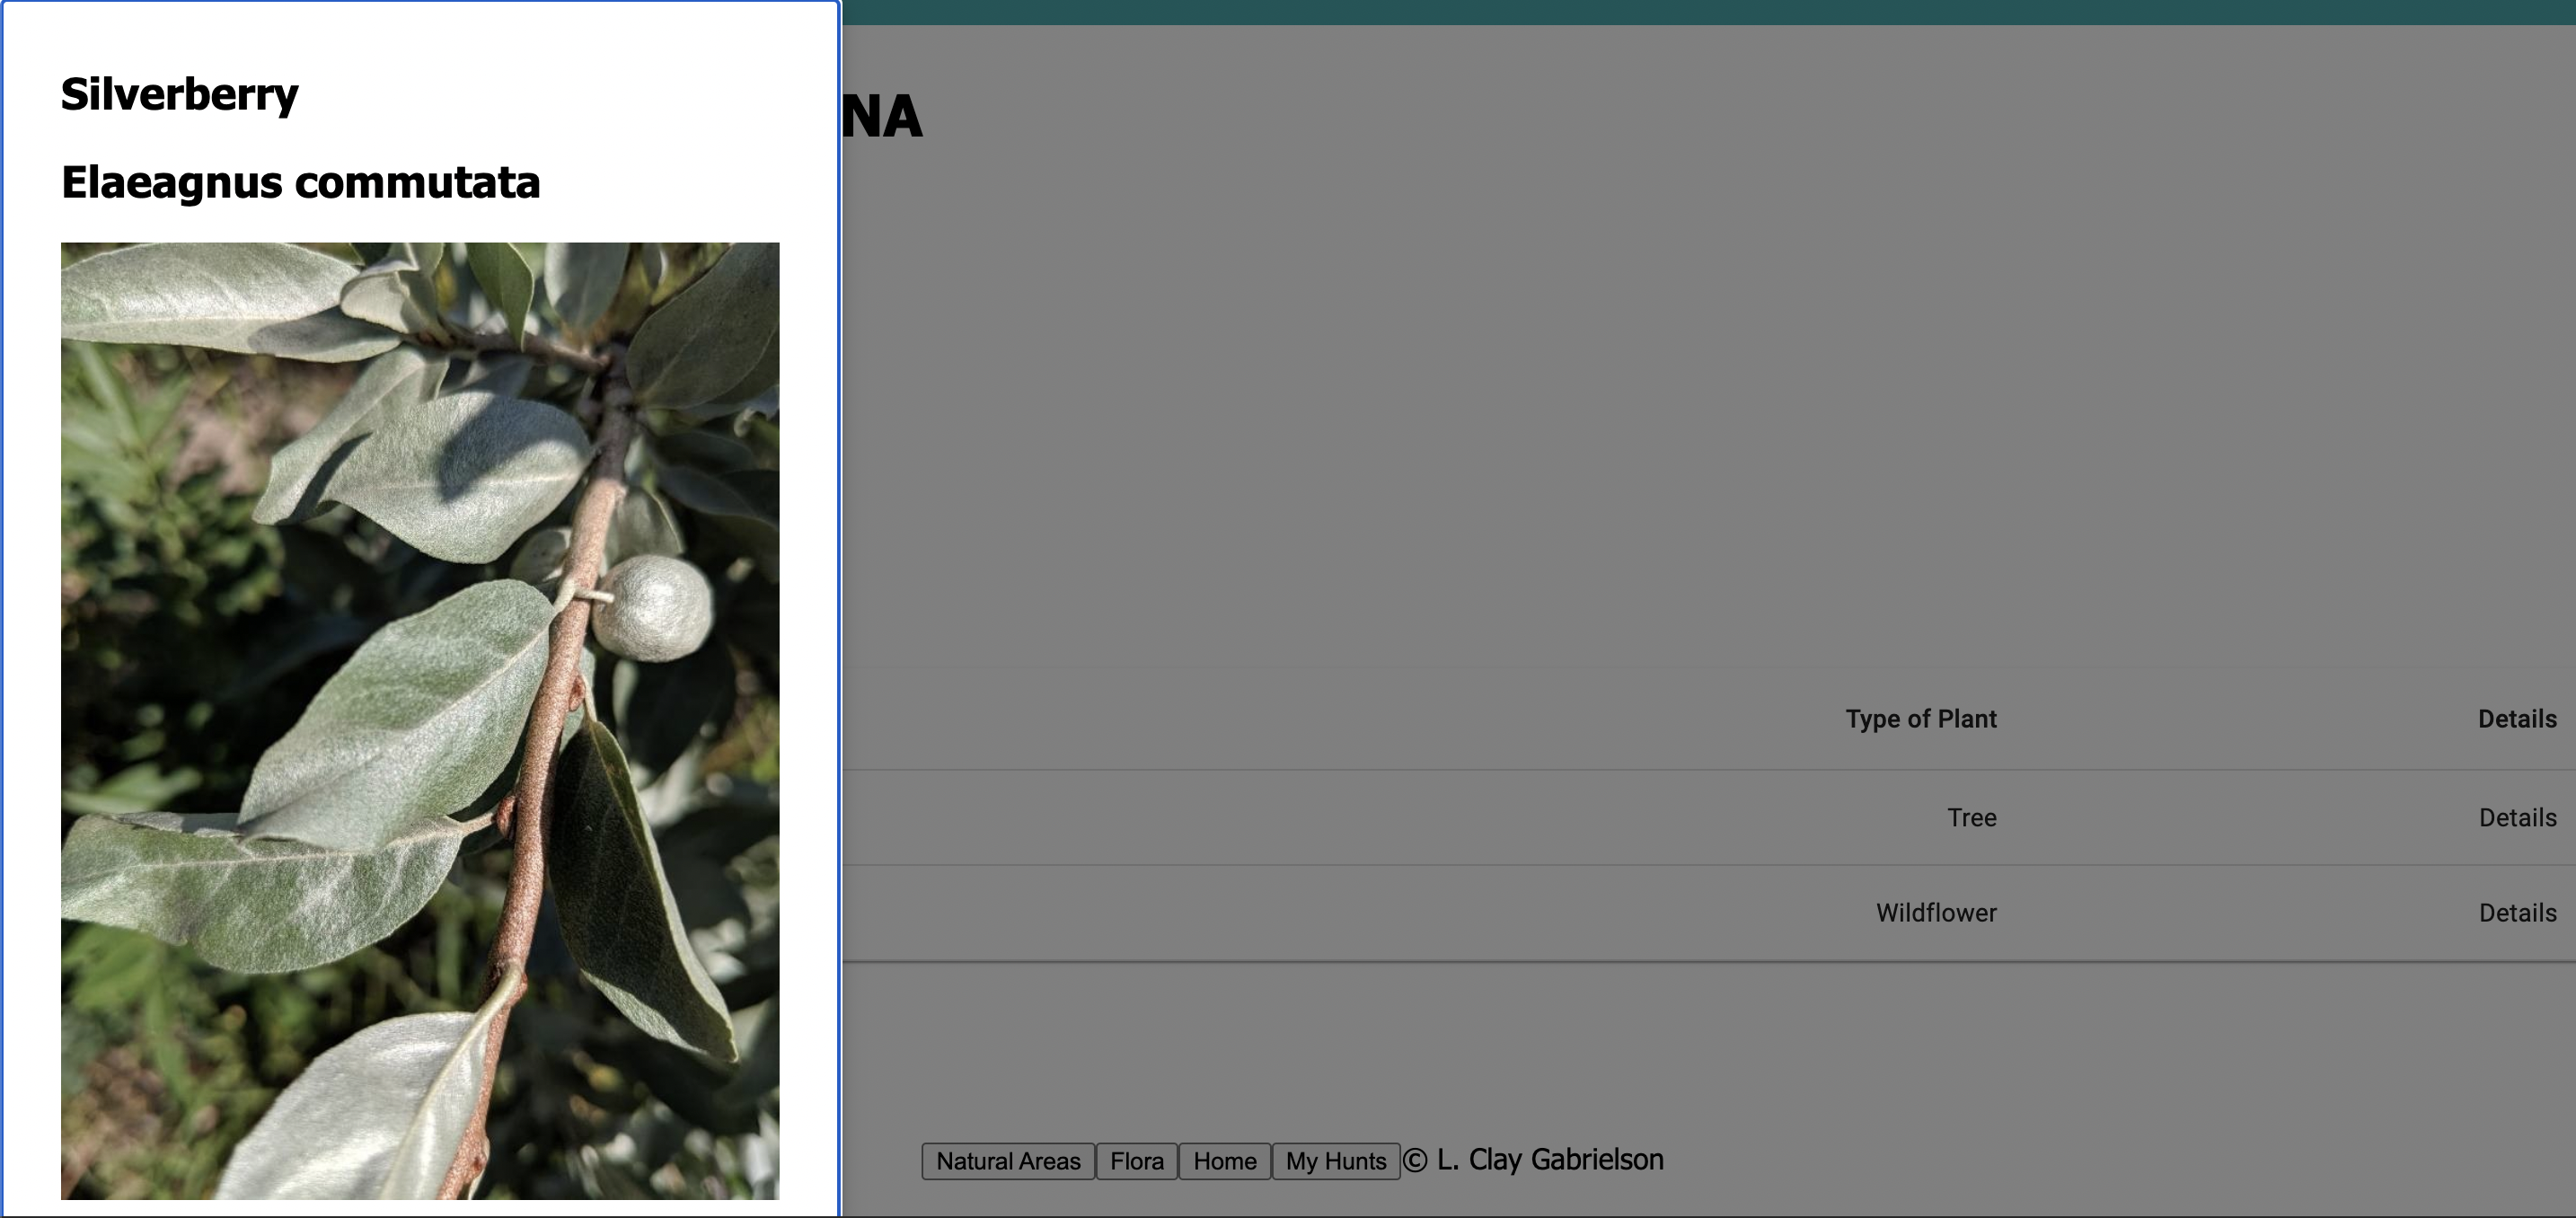 Silverberry
Elaeagnus commutata
NA
Type of Plant Details
Tree Details
Wildflower Details
Natural Areas Flora Home My Hunts © L. Clay Gabrielson